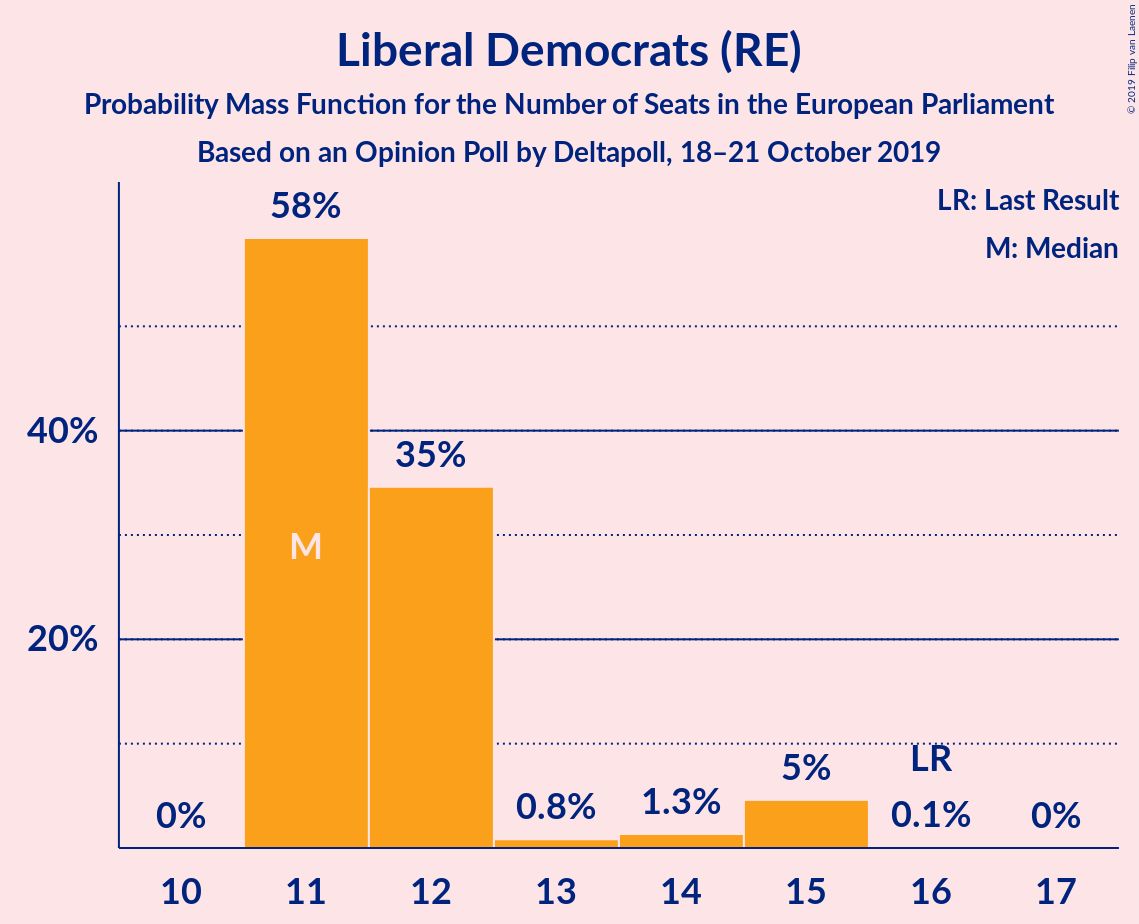 Liberal Democrats (RE)
Probability Mass Function for the Number of Seats in the European Parliament
Based on an Opinion Poll by Deltapoll, 18–21 October 2019
© 2019 Filip van Laenen
LR: Last Result
M: Median
58%
40%
35%
M
20%
LR
5%
1.3%
0.8%
0.1%
0%
0%
10 11 12 13 14 15 16 17